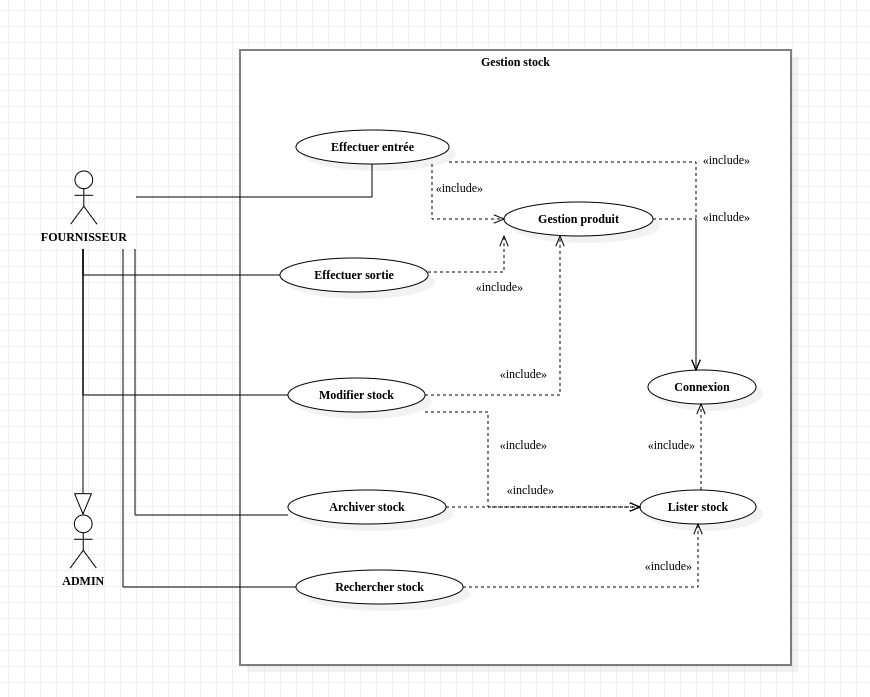 Gestion stock
Effectuer entrée
«include»
«include»
FOURNISSEUR
Gestion produit
«include»
Effectuer sortie
«include»
«include»
Modifier stock
Connexion
«include»
«include»
«include»
Archiver stock
Lister stock
«include»
ADMIN
Rechercher stock